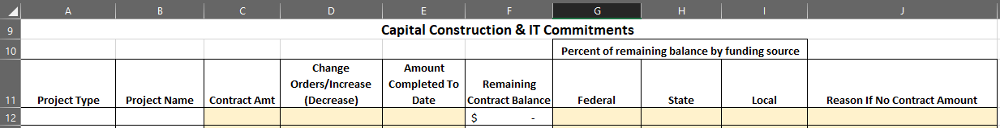 A B C D E F G H I J
9 Capital Construction & IT Commitments
10 Percent of remaining balance by funding source
Change Amount
Orders/Increase Completed To Remaining
11 Project Type Project Name Contract Amt (Decrease) Date Contract Balance Federal State Local Reason If No Contract Amount
12 $ -